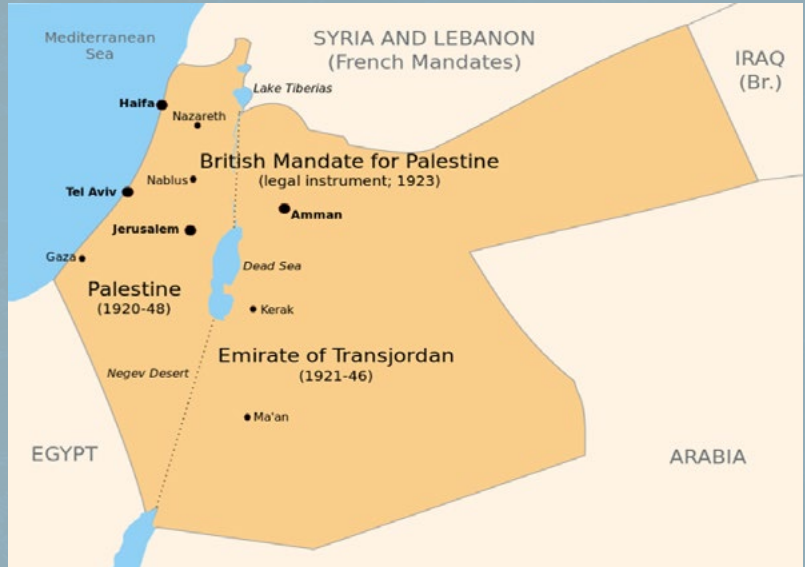 Mediterranean
Sea
SYRIA AND LEBANON
(French Mandates)
IRAQ
(Br.)
Lake Tiberias
Haifa
Nazareth
British Mandate for Palestine
(legal instrument; 1923)
Nablus
Tel Aviv
Amman
Jerusalem
Gaza
Dead Sea
Palestine
(1920-48)
Kerak
Emirate of Transjordan
(1921-46)
Negev Desert
Ma'an
EGYPT
ARABIA